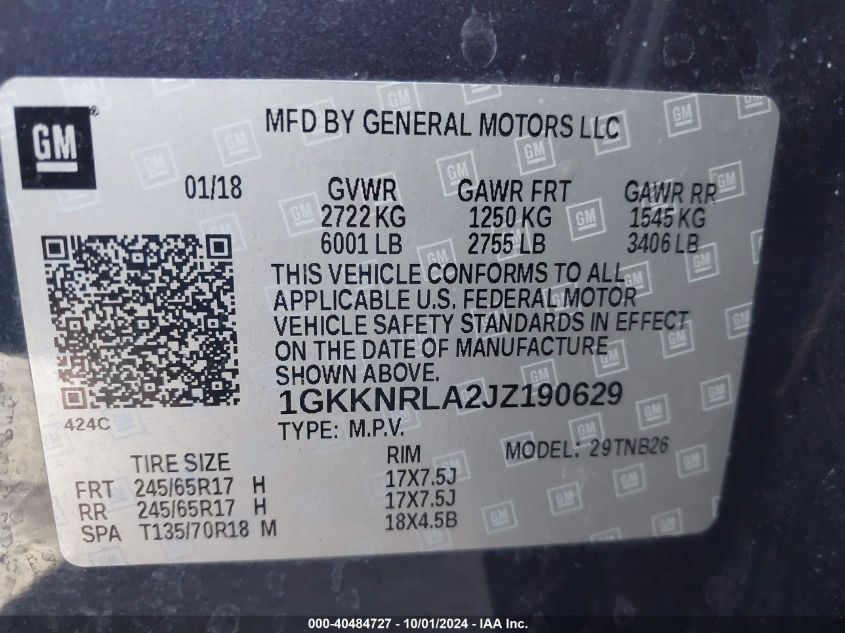 GM®
MFD BY GENERAL MOTORS LLC
01/18 GVWR GAWR FRT GAWR RR
2722 KG 1250 KG 1545 KG
6001 LB 2755 LB 3406 LB
THIS VEHICLE CONFORMS TO ALL
APPLICABLE U.S. FEDERAL MOTOR
VEHICLE SAFETY STANDARDS IN EFFECT
ON THE DATE OF MANUFACTURE
SHOWN ABOVE.
1GKKNRLA2JZ190629
424C
TYPE: M.P.V. MODEL: 29TNB26
TIRE SIZE RIM
FRT 245/65R17 H 17X7.5J
RR 245/65R17 H 17X7.5J
SPA T135/70R18 M 18X4.5B
000-40484727 - 10/01/2024 - IAA Inc.